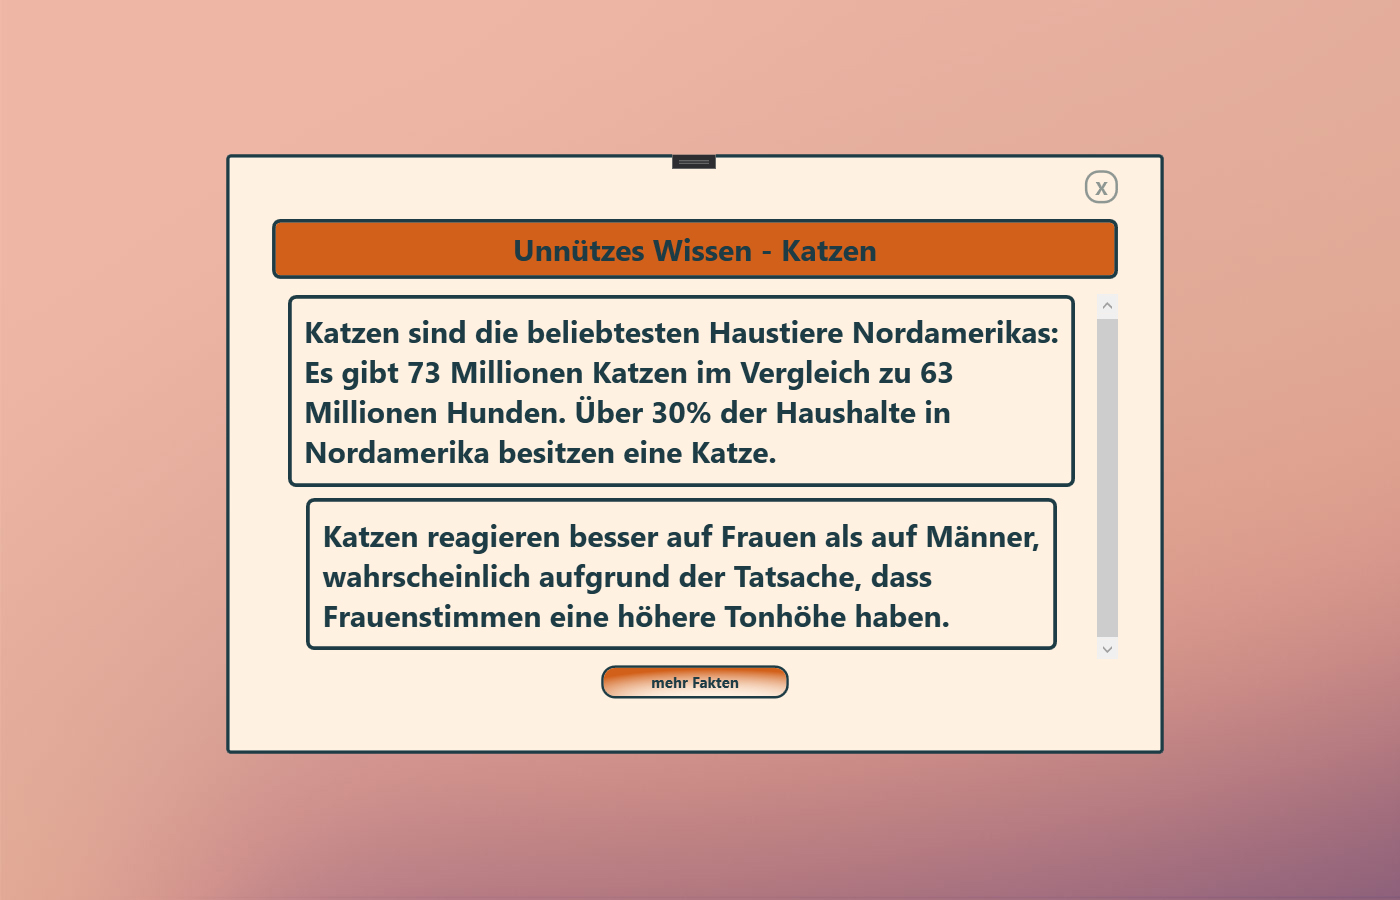 X
Unnützes Wissen - Katzen
Katzen sind die beliebtesten Haustiere Nordamerikas:
Es gibt 73 Millionen Katzen im Vergleich zu 63
Millionen Hunden. Über 30% der Haushalte in
Nordamerika besitzen eine Katze.
Katzen reagieren besser auf Frauen als auf Männer,
wahrscheinlich aufgrund der Tatsache, dass
Frauenstimmen eine höhere Tonhöhe haben.
mehr Fakten